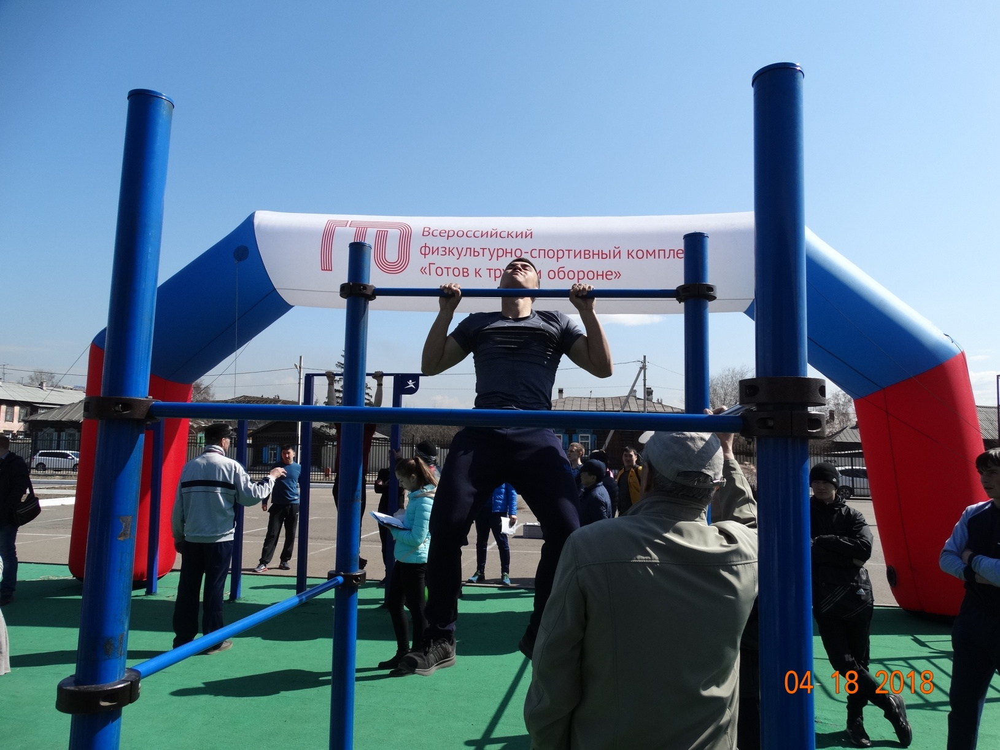 ГТО
Всероссийский
физкультурно-спортивный компле
«Готов к тр и обороне»
04 18 2018